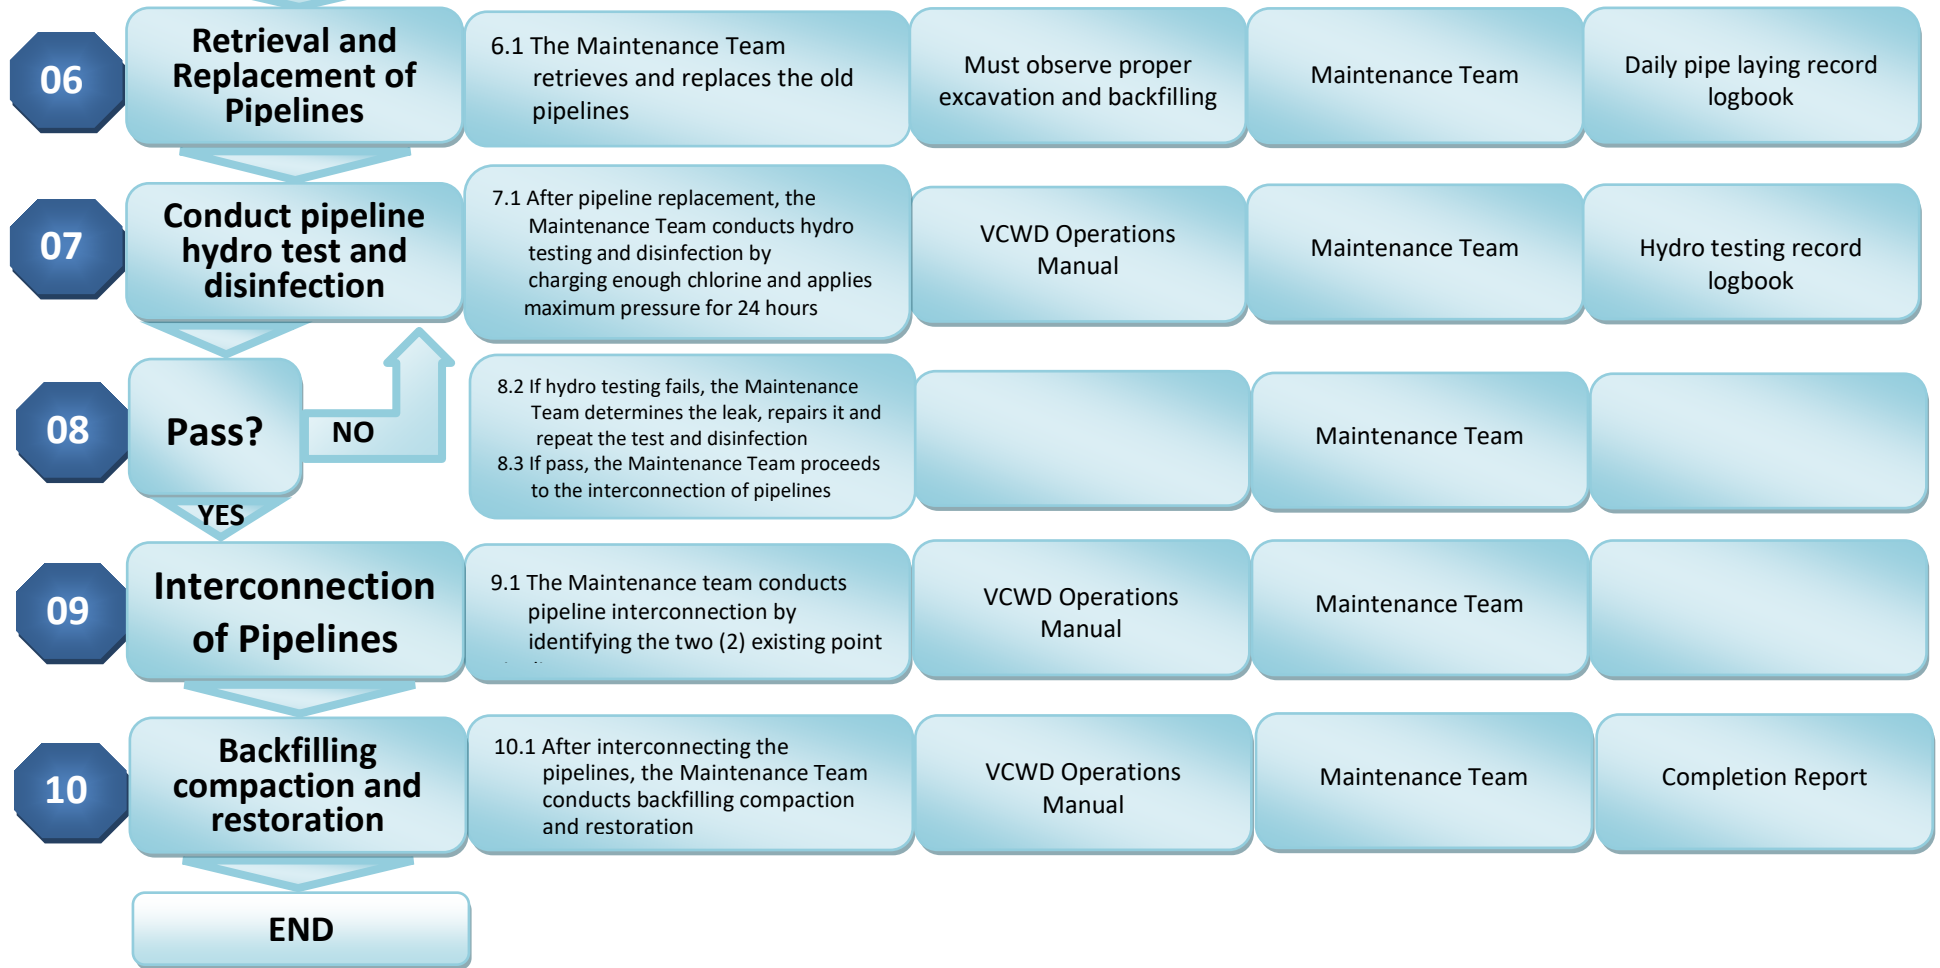 06
Retrieval and
Replacement of
Pipelines
6.1 The Maintenance Team
retrieves and replaces the old
pipelines
Must observe proper
excavation and backfilling
Maintenance Team
Daily pipe laying record
logbook
07
Conduct pipeline
hydro test and
disinfection
7.1 After pipeline replacement, the
Maintenance Team conducts hydro
testing and disinfection by
charging enough chlorine and applies
maximum pressure for 24 hours
VCWD Operations
Manual
Maintenance Team
Hydro testing record
logbook
08
Pass?
NO
YES
8.2 If hydro testing fails, the Maintenance
Team determines the leak, repairs it and
repeat the test and disinfection
8.3 If pass, the Maintenance Team proceeds
to the interconnection of pipelines
Maintenance Team
09
Interconnection
of Pipelines
9.1 The Maintenance team conducts
pipeline interconnection by
identifying the two (2) existing point
VCWD Operations
Manual
Maintenance Team
10
Backfilling
compaction and
restoration
10.1 After interconnecting the
pipelines, the Maintenance Team
conducts backfilling compaction
and restoration
VCWD Operations
Manual
Maintenance Team
Completion Report
END